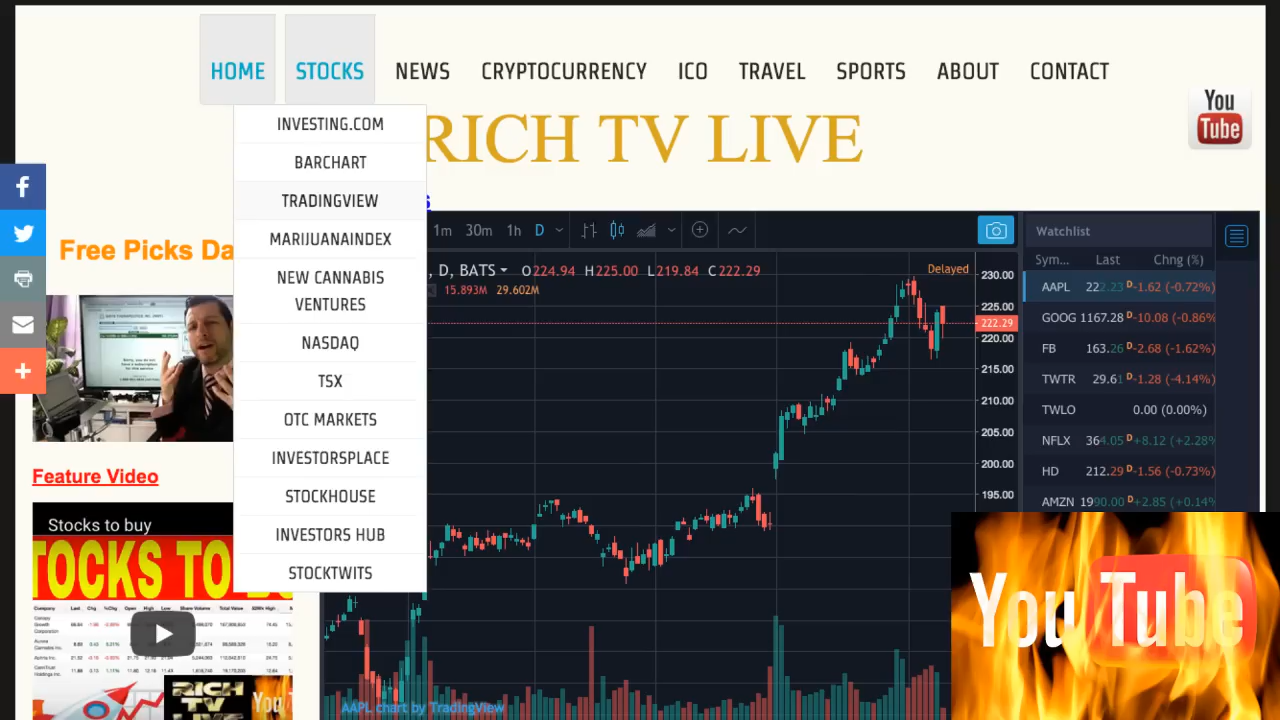 HOME STOCKS NEWS CRYPTOCURRENCY ICO TRAVEL SPORTS ABOUT CONTACT
You
Tube
INVESTING.COM
BARCHART
TRADINGVIEW
MARIJUANAINDEX
NEW CANNABIS
VENTURES
NASDAQ
TSX
OTC MARKETS
INVESTORSPLACE
STOCKHOUSE
INVESTORS HUB
STOCKTWITS
RICH TV LIVE
Free Picks Da
Feature Video
Stocks to buy
STOCKS TO
1m 30m 1h D
, D, BATS O224.94 H225.00 L219.84 C222.29
15.893M 29.602M
Delayed
230.00
225.00
222.29
220.00
215.00
210.00
205.00
200.00
195.00
Watchlist
Sym... Last Chng (%)
AAPL 222.23 D -1.62 (-0.72%)
GOOG 1167.28 D -10.08 (-0.86%)
FB 163.26 D -2.68 (-1.62%)
TWTR 29.61 D -1.28 (-4.14%)
TWLO 0.00 (0.00%)
NFLX 364.05 D +8.12 (+2.28%
HD 212.29 D -1.56 (-0.73%)
AMZN 1990.00 D +2.85 (+0.14%
AAPL chart by TradingView
RICH
TV
LIVE
You
You Tube